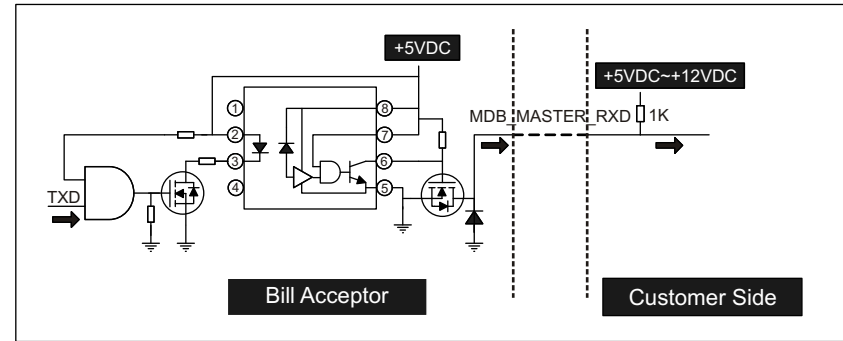 +5VDC
+5VDC~+12VDC
① ⑧
MDB_MASTER_RXD
1K
② ⑦
③ ⑥
TXD
④ ⑤
Bill Acceptor
Customer Side